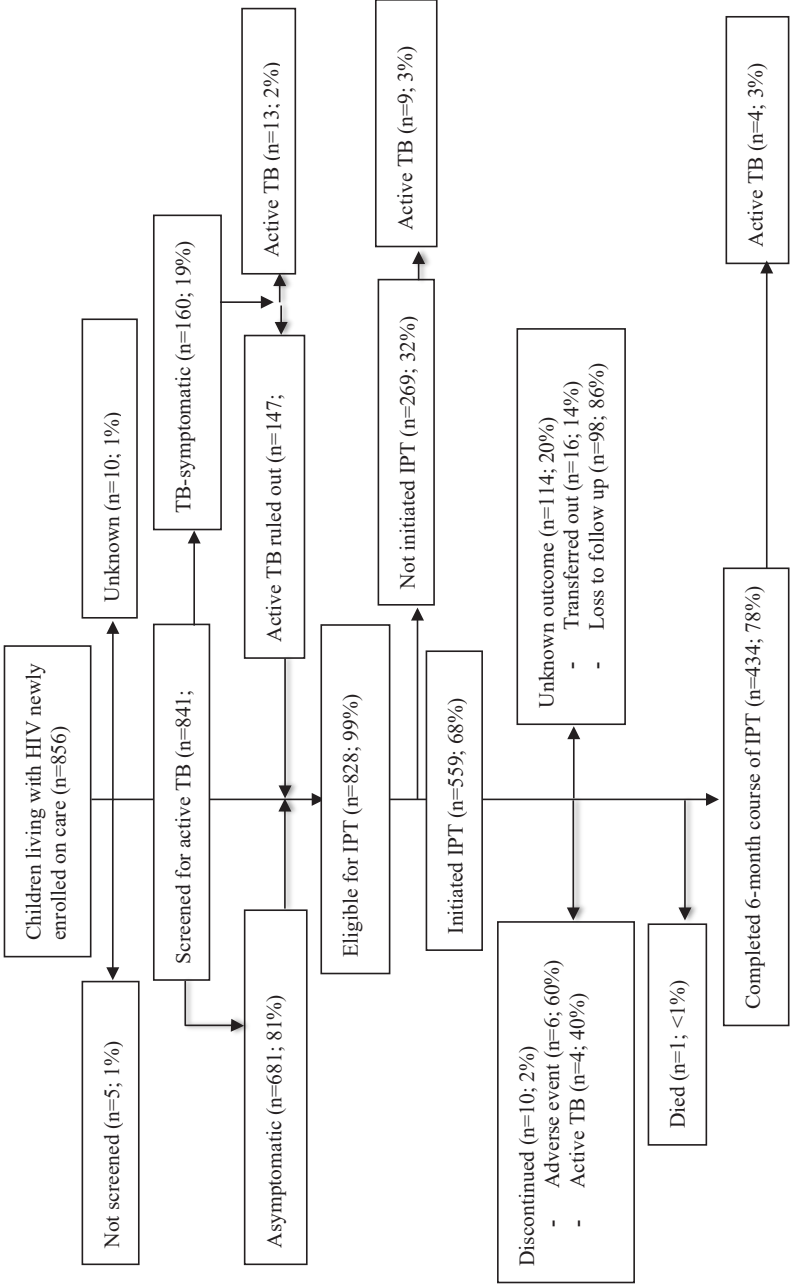 Children living with HIV newly
enrolled on care (n=856)
Not screened (n=5; 1%)
Unknown (n=10; 1%)
Screened for active TB (n=841;
TB-symptomatic (n=160; 19%)
Asymptomatic (n=681; 81%)
Active TB ruled out (n=147;
Active TB (n=13; 2%)
Eligible for IPT (n=828; 99%)
Not initiated IPT (n=269; 32%)
Active TB (n=9; 3%)
Initiated IPT (n=559; 68%)
Discontinued (n=10; 2%)
- Adverse event (n=6; 60%)
- Active TB (n=4; 40%)
Unknown outcome (n=114; 20%)
- Transferred out (n=16; 14%)
- Loss to follow up (n=98; 86%)
Died (n=1; <1%)
Completed 6-month course of IPT (n=434; 78%)
Active TB (n=4; 3%)